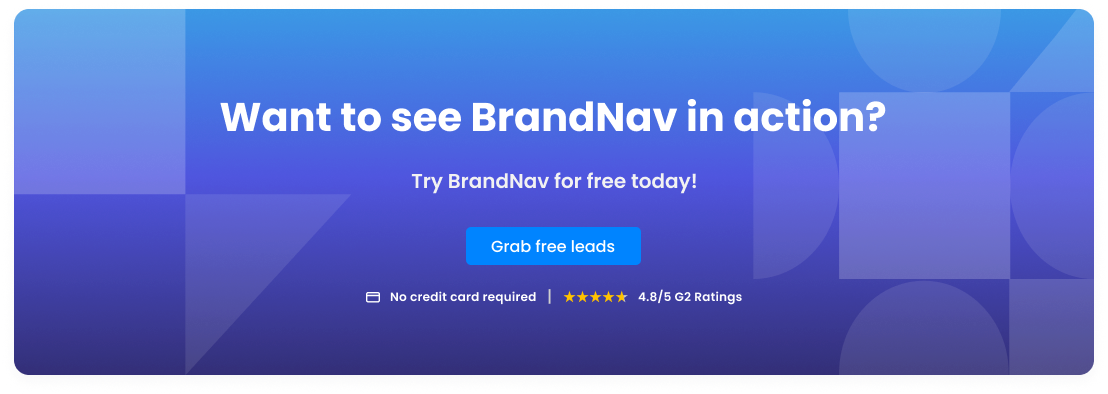 Want to see BrandNav in action?
Try BrandNav for free today!
Grab free leads
No credit card required | ★★★★★ 4.8/5 G2 Ratings